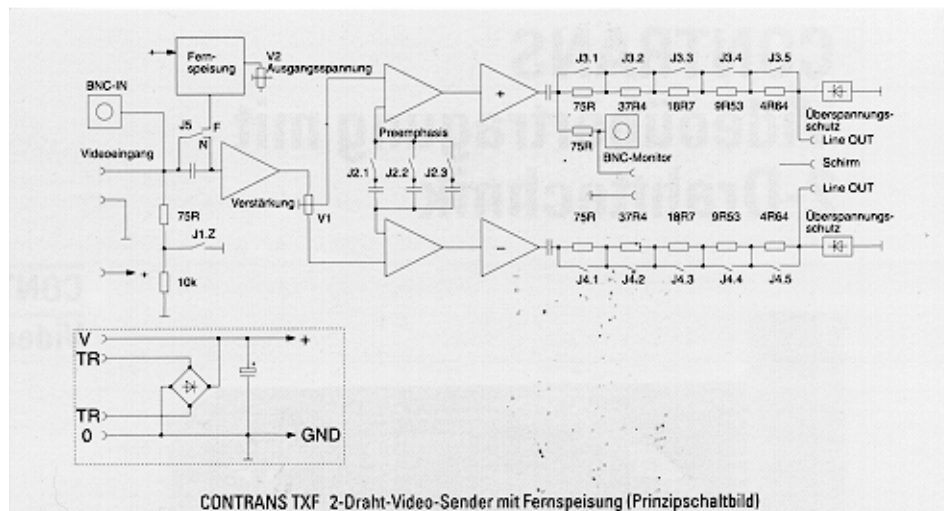 Fern-
speisung
V2
Ausgangsspannung
BNC-IN
J5
F
N
Videoeingang
75R
J1.Z
10k
Verstärkung
V1
Preemphasis
J2.1
J2.2
J2.3
+
–
J3.1
J3.2
J3.3
J3.4
J3.5
75R
37R4
18R7
9R53
4R64
75R
BNC-Monitor
Überspannungs-
schutz
Line OUT
Schirm
Line OUT
75R
37R4
18R7
9R53
4R64
Überspannungs-
schutz
J4.1
J4.2
J4.3
J4.4
J4.5
V
+
TR
TR
0
GND
CONTRANS TXF 2-Draht-Video-Sender mit Fernspeisung (Prinzipschaltbild)